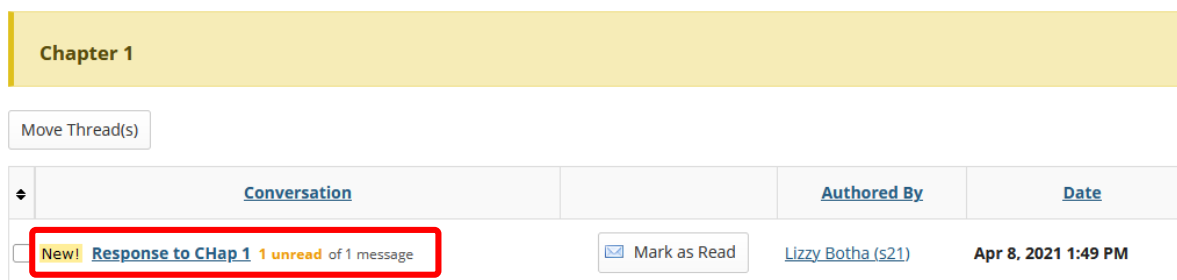 Chapter 1
Move Thread(s)
Conversation Authored By Date
New! Response to CHap 1 1 unread of 1 message Mark as Read Lizzy Botha (s21) Apr 8, 2021 1:49 PM